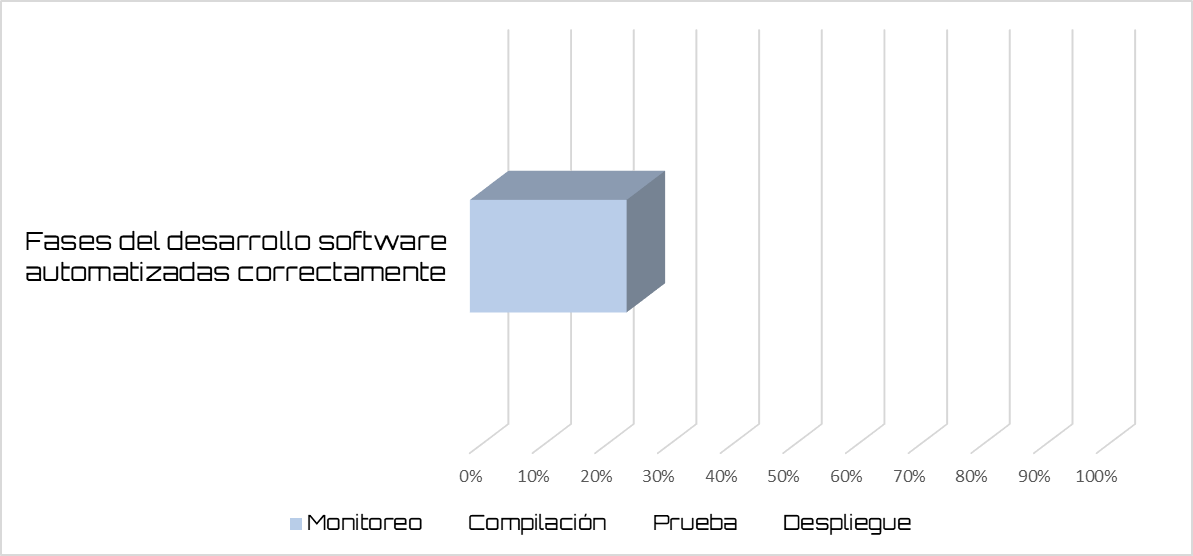 Fases del desarrollo software
automatizadas correctamente
0% 10% 20% 30% 40% 50% 60% 70% 80% 90% 100%
Monitoreo Compilación Prueba Despliegue